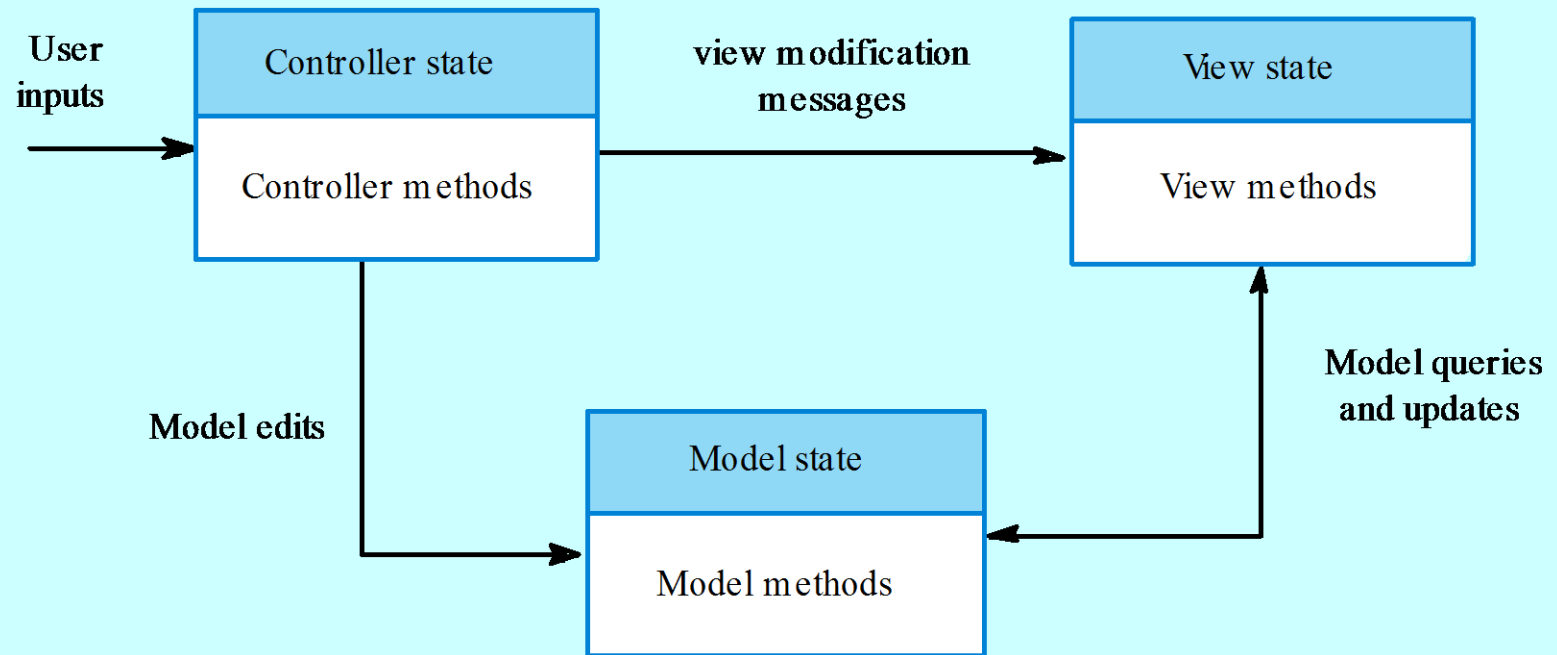 User
inputs
Controller state
Controller methods
view modification
messages
View state
View methods
Model edits
Model state
Model methods
Model queries
and updates